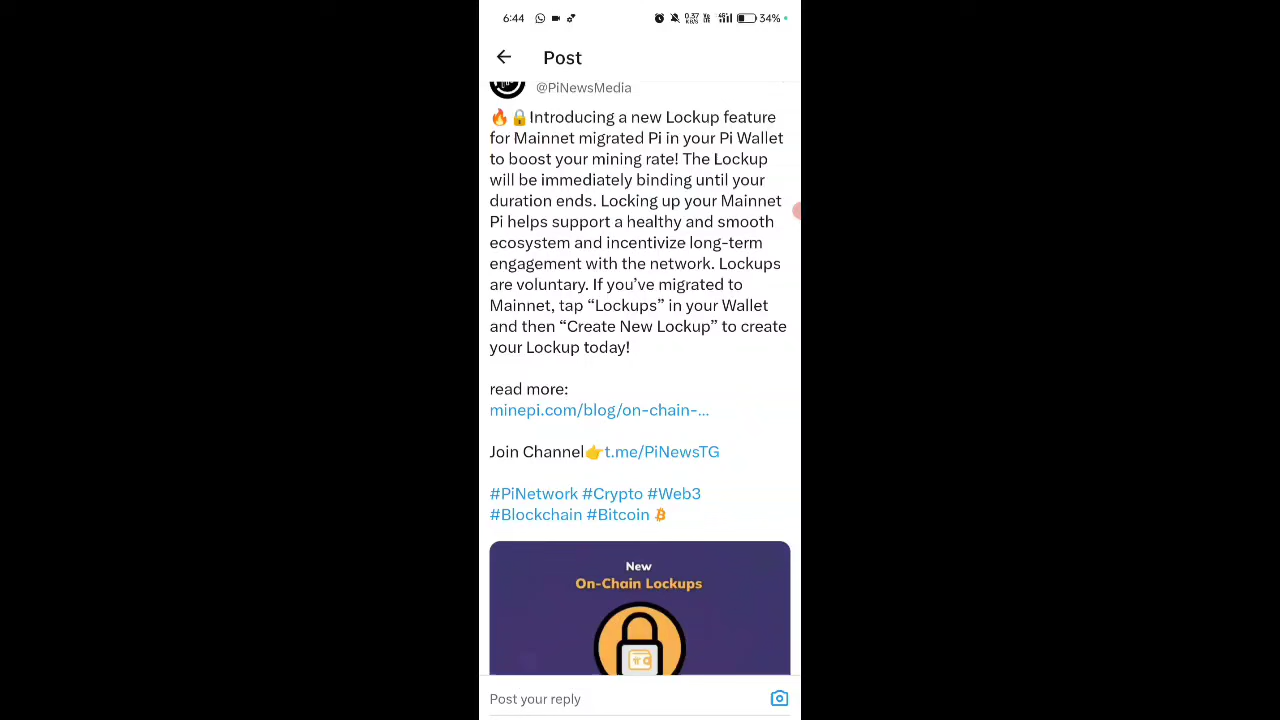 6:44 0.37 KB/S 34%
Post
@PiNewsMedia
🔥🔒Introducing a new Lockup feature
for Mainnet migrated Pi in your Pi Wallet
to boost your mining rate! The Lockup
will be immediately binding until your
duration ends. Locking up your Mainnet
Pi helps support a healthy and smooth
ecosystem and incentivize long-term
engagement with the network. Lockups
are voluntary. If you’ve migrated to
Mainnet, tap “Lockups” in your Wallet
and then “Create New Lockup” to create
your Lockup today!
read more:
minepi.com/blog/on-chain-...
Join Channel👉t.me/PiNewsTG
#PiNetwork #Crypto #Web3
#Blockchain #Bitcoin
New
On-Chain Lockups
Post your reply